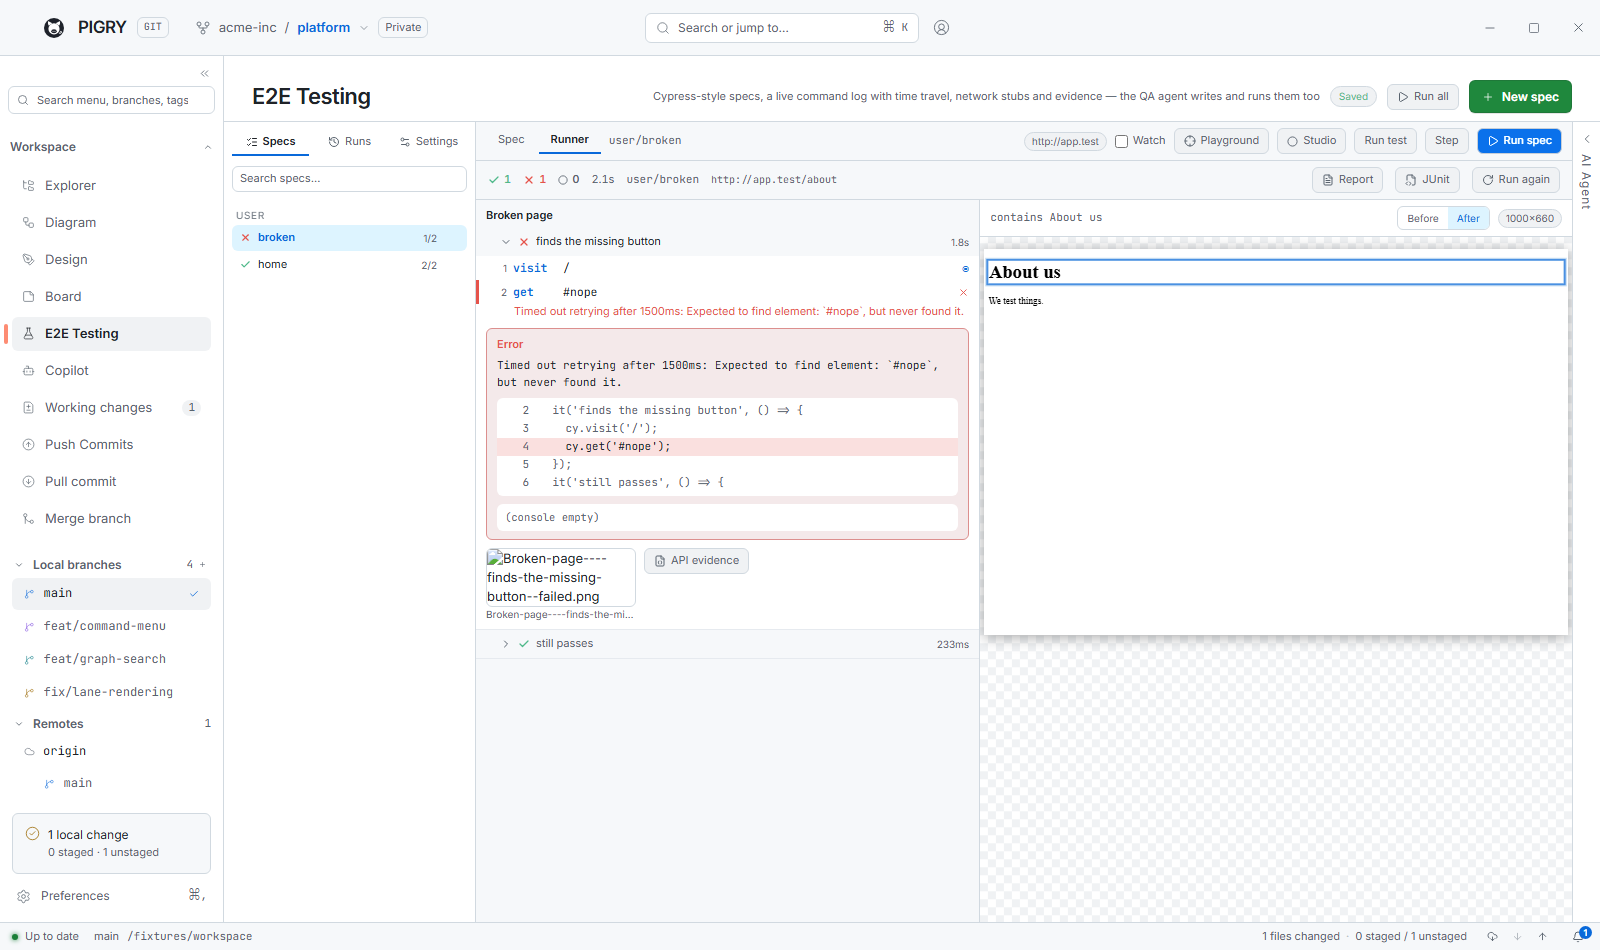 PIGRY GIT
acme-inc / platform Private
Search or jump to... ⌘ K
Search menu, branches, tags
Workspace
Explorer
Diagram
Design
Board
E2E Testing
Copilot
Working changes 1
Push Commits
Pull commit
Merge branch
Local branches 4 +
main
feat/command-menu
feat/graph-search
fix/lane-rendering
Remotes 1
origin
main
1 local change
0 staged · 1 unstaged
Preferences ⌘,
E2E Testing
Cypress-style specs, a live command log with time travel, network stubs and evidence — the QA agent writes and runs them too
Saved
Run all
+ New spec
Specs Runs Settings
Search specs...
USER
broken 1/2
home 2/2
Spec Runner user/broken
http://app.test Watch Playground Studio Run test Step Run spec
1 1 0 2.1s user/broken http://app.test/about
Report JUnit Run again
Broken page
finds the missing button 1.8s
1 visit /
2 get #nope
Timed out retrying after 1500ms: Expected to find element: `#nope`, but never found it.
Error
Timed out retrying after 1500ms: Expected to find element: `#nope`,
but never found it.
2 it('finds the missing button', () => {
3 cy.visit('/');
4 cy.get('#nope');
5 });
6 it('still passes', () => {
(console empty)
Broken-page----
finds-the-missing-
button--failed.png
Broken-page----finds-the-mi...
API evidence
still passes 233ms
contains About us
Before After 1000×660
About us
We test things.
AI Agent
Up to date main /fixtures/workspace
1 files changed · 0 staged / 1 unstaged
1